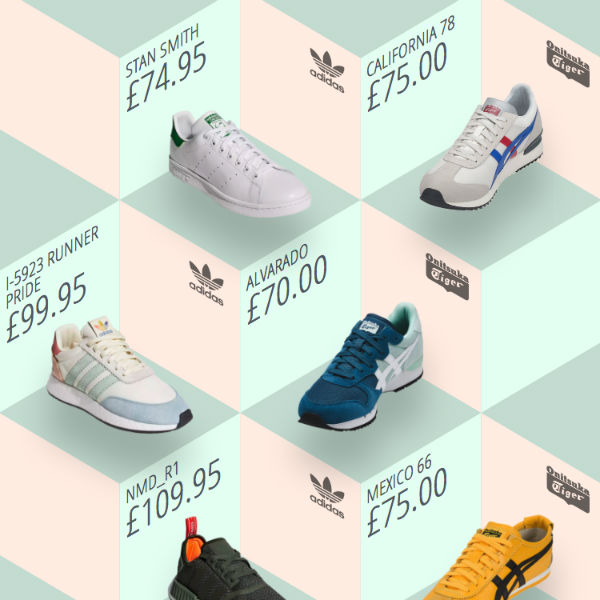 STAN SMITH
£74.95
adidas
CALIFORNIA 78
£75.00
Onitsuka
Tiger
I-5923 RUNNER
PRIDE
£99.95
adidas
ALVARADO
£70.00
Onitsuka
Tiger
NMD_R1
£109.95
adidas
MEXICO 66
£75.00
Onitsuka
Tiger